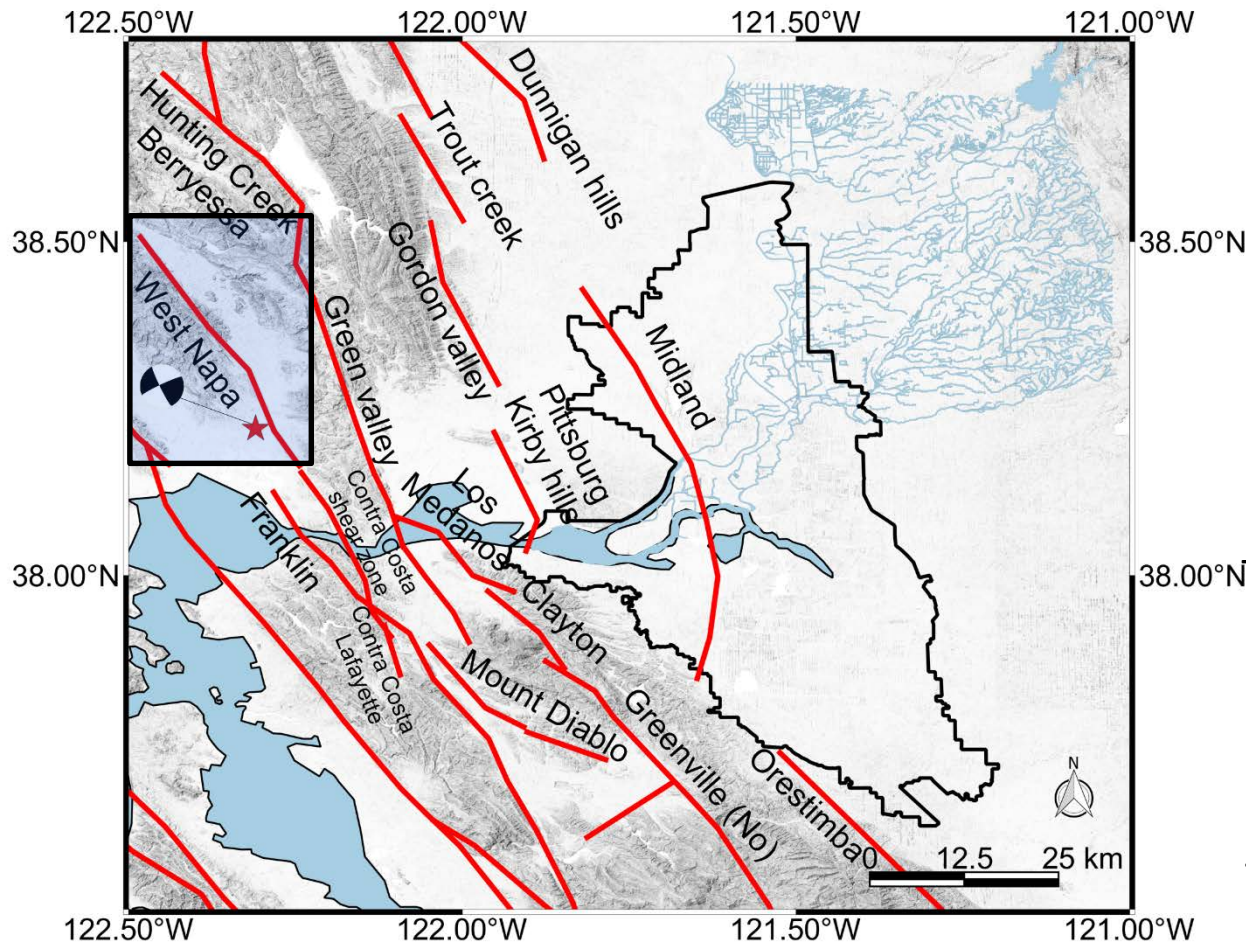 122.50°W
122.00°W
121.50°W
121.00°W
Hunting Creek
Berryessa
Trout creek
Dunnigan hills
38.50°N
38.50°N
West Napa
Green valley
Gordon valley
Kirby hills
Pittsburg
Midland
Los
Medanos
Contra Costa
shear zone
Franklin
38.00°N
38.00°N
Clayton
Contra Costa
Lafayette
Mount Diablo
Greenville (No)
Orestimba
N
0 12.5 25 km
122.50°W
122.00°W
121.50°W
121.00°W